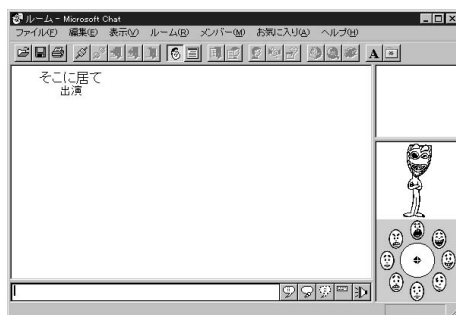 ルーム - Microsoft Chat
ファイル(F) 編集(E) 表示(V) ルーム(R) メンバー(M) お気に入り(A) ヘルプ(H)
A
そこに居て
出演